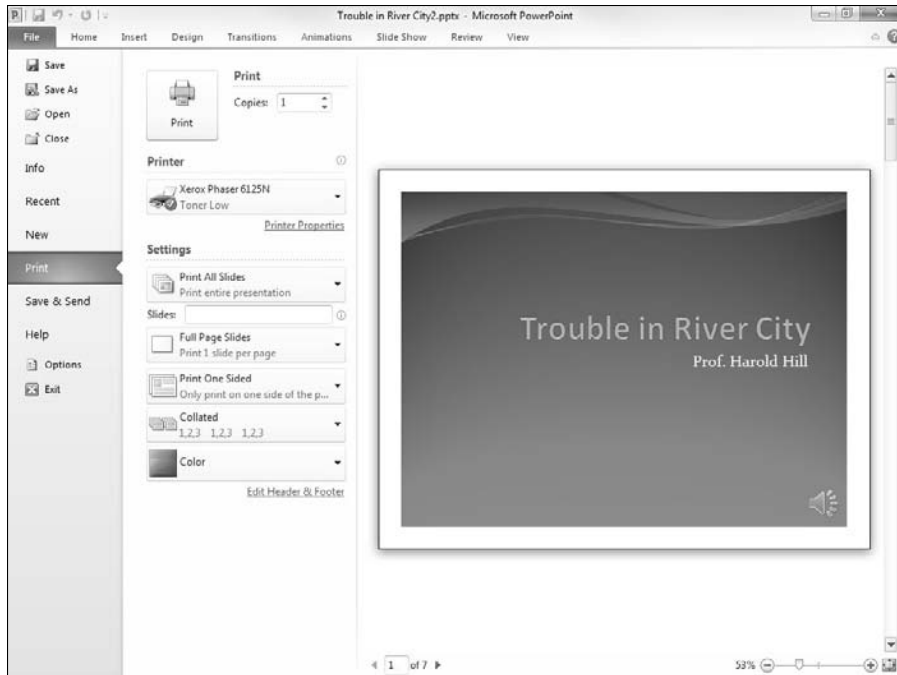 Trouble in River City2.pptx - Microsoft PowerPoint
File Home Insert Design Transitions Animations Slide Show Review View
Save
Save As
Open
Close
Info
Recent
New
Print
Save & Send
Help
Options
Exit
Print
Print
Copies: 1
Printer
Xerox Phaser 6125N
Toner Low
Printer Properties
Settings
Print All Slides
Print entire presentation
Slides:
Full Page Slides
Print 1 slide per page
Print One Sided
Only print on one side of the p...
Collated
1,2,3 1,2,3 1,2,3
Color
Edit Header & Footer
Trouble in River City
Prof. Harold Hill
1 of 7
53%